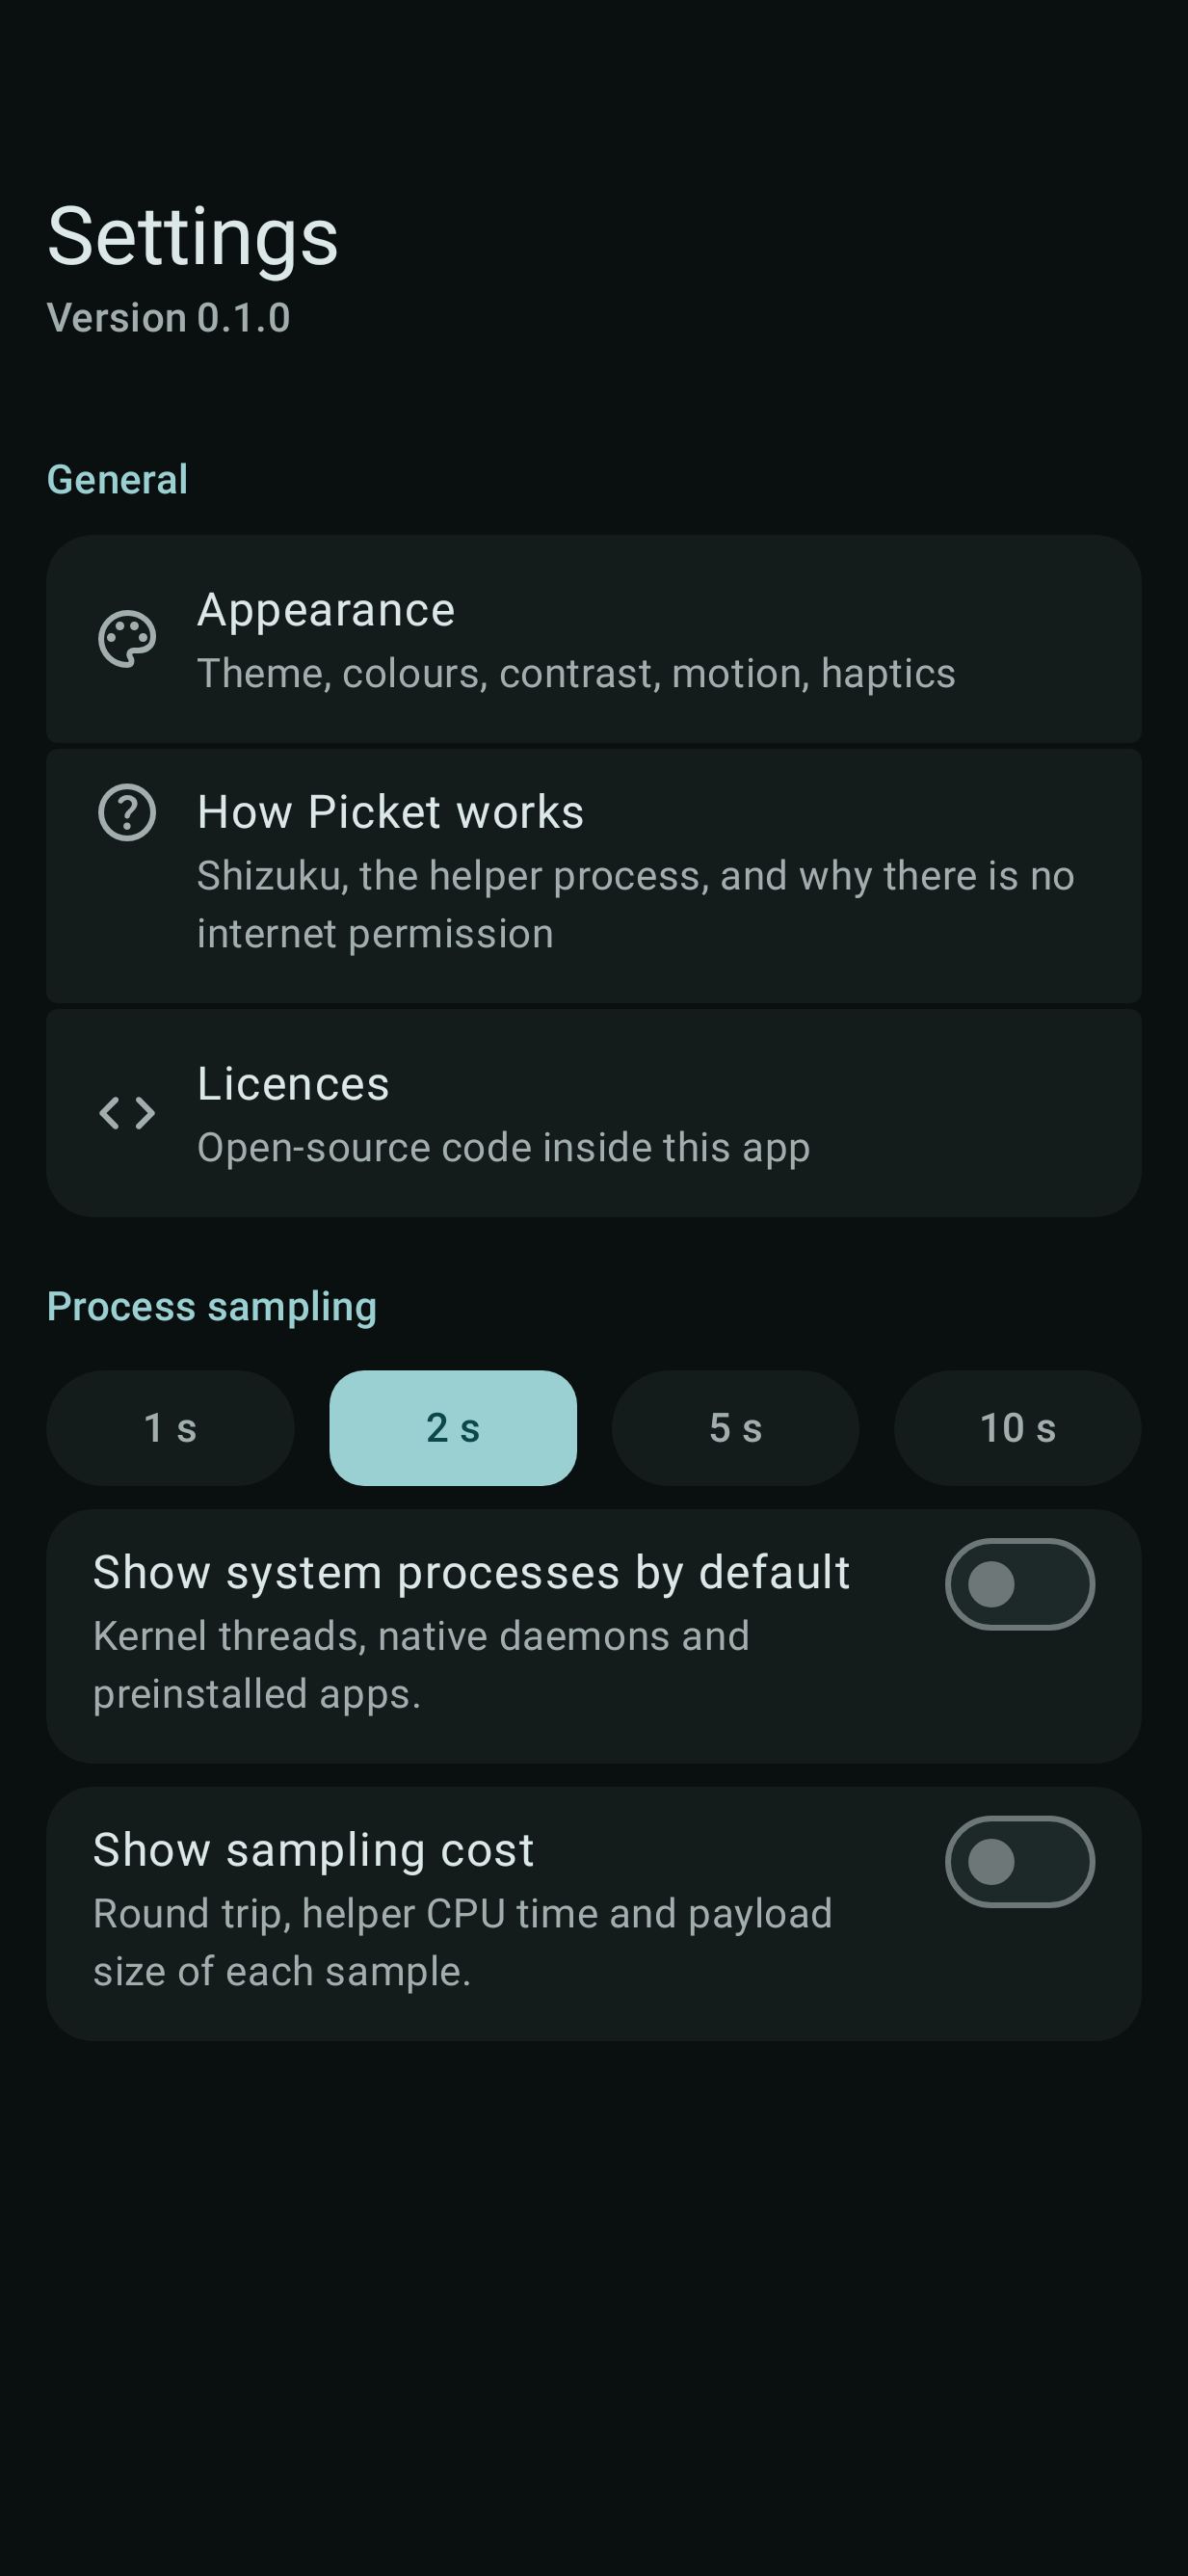 Settings
Version 0.1.0
General
Appearance
Theme, colours, contrast, motion, haptics
How Picket works
Shizuku, the helper process, and why there is no
internet permission
Licences
Open-source code inside this app
Process sampling
1 s
2 s
5 s
10 s
Show system processes by default
Kernel threads, native daemons and
preinstalled apps.
Show sampling cost
Round trip, helper CPU time and payload
size of each sample.